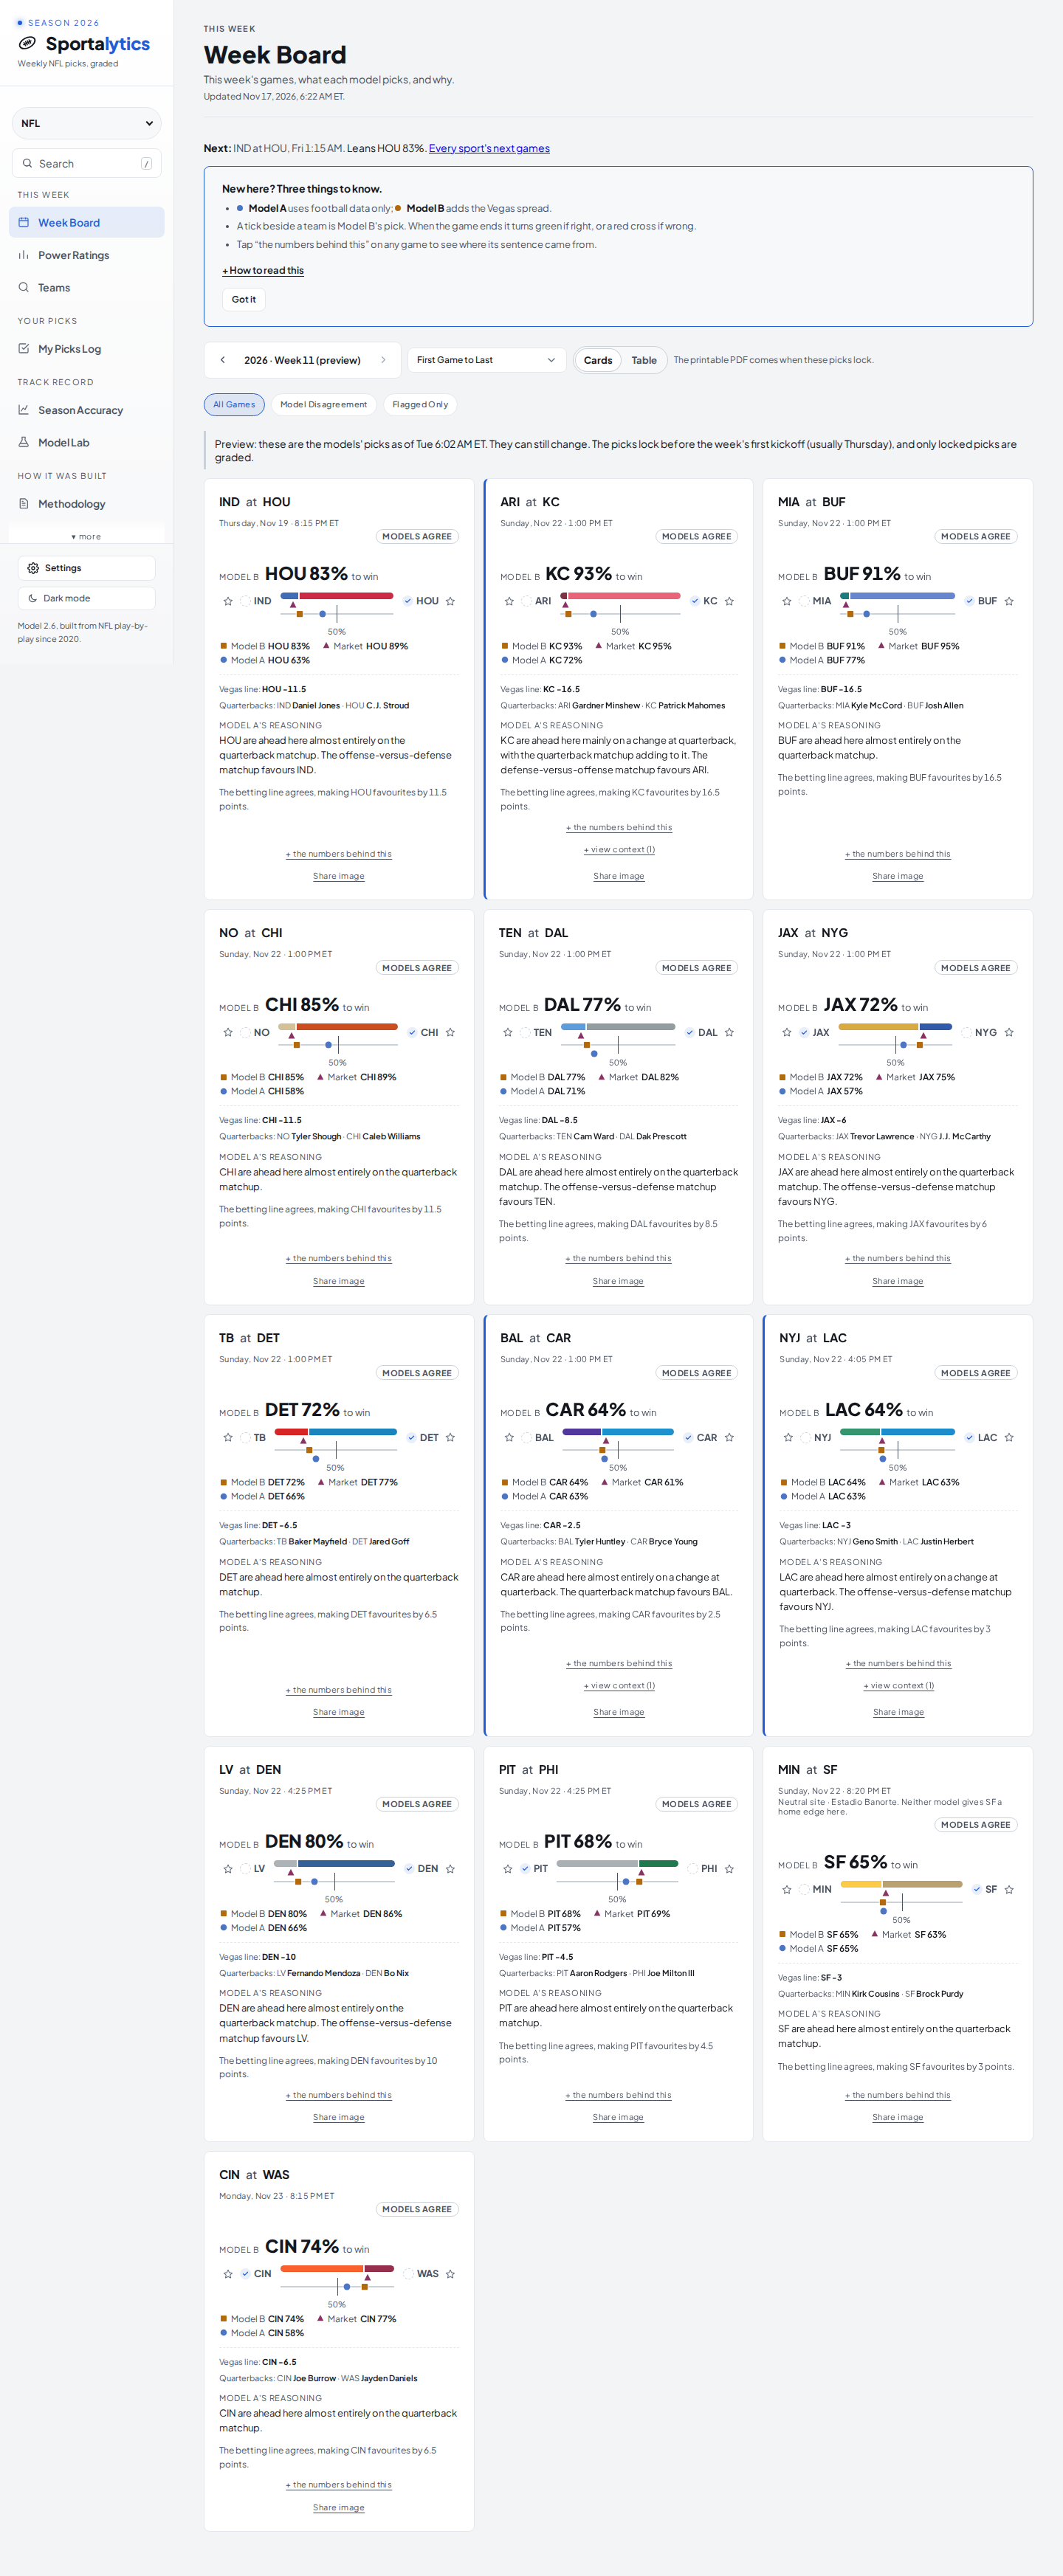 SEASON 2026
Sportalytics
Weekly NFL picks, graded
NFL
Search /
THIS WEEK
Week Board
Power Ratings
Teams
YOUR PICKS
My Picks Log
TRACK RECORD
Season Accuracy
Model Lab
HOW IT WAS BUILT
Methodology
▾ more
Settings
Dark mode
Model 2.6, built from NFL play-by-
play since 2020.
THIS WEEK
Week Board
This week's games, what each model picks, and why.
Updated Nov 17, 2026, 6:22 AM ET.
Next: IND at HOU, Fri 1:15 AM. Leans HOU 83%. Every sport's next games
New here? Three things to know.
• Model A uses football data only; Model B adds the Vegas spread.
• A tick beside a team is Model B's pick. When the game ends it turns green if right, or a red cross if wrong.
• Tap “the numbers behind this” on any game to see where its sentence came from.
+ How to read this
Got it
2026 · Week 11 (preview)
First Game to Last
Cards Table
The printable PDF comes when these picks lock.
All Games Model Disagreement Flagged Only
Preview: these are the models' picks as of Tue 6:02 AM ET. They can still change. The picks lock before the week's first kickoff (usually Thursday), and only locked picks are
graded.
IND at HOU
Thursday, Nov 19 · 8:15 PM ET
MODELS AGREE
MODEL B HOU 83% to win
IND HOU
50%
Model B HOU 83% Market HOU 89%
Model A HOU 63%
Vegas line: HOU -11.5
Quarterbacks: IND Daniel Jones · HOU C.J. Stroud
MODEL A'S REASONING
HOU are ahead here almost entirely on the
quarterback matchup. The offense-versus-defense
matchup favours IND.
The betting line agrees, making HOU favourites by 11.5
points.
+ the numbers behind this
Share image
ARI at KC
Sunday, Nov 22 · 1:00 PM ET
MODELS AGREE
MODEL B KC 93% to win
ARI KC
50%
Model B KC 93% Market KC 95%
Model A KC 72%
Vegas line: KC -16.5
Quarterbacks: ARI Gardner Minshew · KC Patrick Mahomes
MODEL A'S REASONING
KC are ahead here mainly on a change at quarterback,
with the quarterback matchup adding to it. The
defense-versus-offense matchup favours ARI.
The betting line agrees, making KC favourites by 16.5
points.
+ the numbers behind this
+ view context (1)
Share image
MIA at BUF
Sunday, Nov 22 · 1:00 PM ET
MODELS AGREE
MODEL B BUF 91% to win
MIA BUF
50%
Model B BUF 91% Market BUF 95%
Model A BUF 77%
Vegas line: BUF -16.5
Quarterbacks: MIA Kyle McCord · BUF Josh Allen
MODEL A'S REASONING
BUF are ahead here almost entirely on the
quarterback matchup.
The betting line agrees, making BUF favourites by 16.5
points.
+ the numbers behind this
Share image
NO at CHI
Sunday, Nov 22 · 1:00 PM ET
MODELS AGREE
MODEL B CHI 85% to win
NO CHI
50%
Model B CHI 85% Market CHI 89%
Model A CHI 58%
Vegas line: CHI -11.5
Quarterbacks: NO Tyler Shough · CHI Caleb Williams
MODEL A'S REASONING
CHI are ahead here almost entirely on the quarterback
matchup.
The betting line agrees, making CHI favourites by 11.5
points.
+ the numbers behind this
Share image
TEN at DAL
Sunday, Nov 22 · 1:00 PM ET
MODELS AGREE
MODEL B DAL 77% to win
TEN DAL
50%
Model B DAL 77% Market DAL 82%
Model A DAL 71%
Vegas line: DAL -8.5
Quarterbacks: TEN Cam Ward · DAL Dak Prescott
MODEL A'S REASONING
DAL are ahead here almost entirely on the quarterback
matchup. The offense-versus-defense matchup
favours TEN.
The betting line agrees, making DAL favourites by 8.5
points.
+ the numbers behind this
Share image
JAX at NYG
Sunday, Nov 22 · 1:00 PM ET
MODELS AGREE
MODEL B JAX 72% to win
JAX NYG
50%
Model B JAX 72% Market JAX 75%
Model A JAX 57%
Vegas line: JAX -6
Quarterbacks: JAX Trevor Lawrence · NYG J.J. McCarthy
MODEL A'S REASONING
JAX are ahead here almost entirely on the quarterback
matchup. The offense-versus-defense matchup
favours NYG.
The betting line agrees, making JAX favourites by 6
points.
+ the numbers behind this
Share image
TB at DET
Sunday, Nov 22 · 1:00 PM ET
MODELS AGREE
MODEL B DET 72% to win
TB DET
50%
Model B DET 72% Market DET 77%
Model A DET 66%
Vegas line: DET -6.5
Quarterbacks: TB Baker Mayfield · DET Jared Goff
MODEL A'S REASONING
DET are ahead here almost entirely on the quarterback
matchup.
The betting line agrees, making DET favourites by 6.5
points.
+ the numbers behind this
Share image
BAL at CAR
Sunday, Nov 22 · 1:00 PM ET
MODELS AGREE
MODEL B CAR 64% to win
BAL CAR
50%
Model B CAR 64% Market CAR 61%
Model A CAR 63%
Vegas line: CAR -2.5
Quarterbacks: BAL Tyler Huntley · CAR Bryce Young
MODEL A'S REASONING
CAR are ahead here almost entirely on a change at
quarterback. The quarterback matchup favours BAL.
The betting line agrees, making CAR favourites by 2.5
points.
+ the numbers behind this
+ view context (1)
Share image
NYJ at LAC
Sunday, Nov 22 · 4:05 PM ET
MODELS AGREE
MODEL B LAC 64% to win
NYJ LAC
50%
Model B LAC 64% Market LAC 63%
Model A LAC 63%
Vegas line: LAC -3
Quarterbacks: NYJ Geno Smith · LAC Justin Herbert
MODEL A'S REASONING
LAC are ahead here almost entirely on a change at
quarterback. The offense-versus-defense matchup
favours NYJ.
The betting line agrees, making LAC favourites by 3
points.
+ the numbers behind this
+ view context (1)
Share image
LV at DEN
Sunday, Nov 22 · 4:25 PM ET
MODELS AGREE
MODEL B DEN 80% to win
LV DEN
50%
Model B DEN 80% Market DEN 86%
Model A DEN 66%
Vegas line: DEN -10
Quarterbacks: LV Fernando Mendoza · DEN Bo Nix
MODEL A'S REASONING
DEN are ahead here almost entirely on the
quarterback matchup. The offense-versus-defense
matchup favours LV.
The betting line agrees, making DEN favourites by 10
points.
+ the numbers behind this
Share image
PIT at PHI
Sunday, Nov 22 · 4:25 PM ET
MODELS AGREE
MODEL B PIT 68% to win
PIT PHI
50%
Model B PIT 68% Market PIT 69%
Model A PIT 57%
Vegas line: PIT -4.5
Quarterbacks: PIT Aaron Rodgers · PHI Joe Milton III
MODEL A'S REASONING
PIT are ahead here almost entirely on the quarterback
matchup.
The betting line agrees, making PIT favourites by 4.5
points.
+ the numbers behind this
Share image
MIN at SF
Sunday, Nov 22 · 8:20 PM ET
Neutral site · Estadio Banorte. Neither model gives SF a
home edge here.
MODELS AGREE
MODEL B SF 65% to win
MIN SF
50%
Model B SF 65% Market SF 63%
Model A SF 65%
Vegas line: SF -3
Quarterbacks: MIN Kirk Cousins · SF Brock Purdy
MODEL A'S REASONING
SF are ahead here almost entirely on the quarterback
matchup.
The betting line agrees, making SF favourites by 3 points.
+ the numbers behind this
Share image
CIN at WAS
Monday, Nov 23 · 8:15 PM ET
MODELS AGREE
MODEL B CIN 74% to win
CIN WAS
50%
Model B CIN 74% Market CIN 77%
Model A CIN 58%
Vegas line: CIN -6.5
Quarterbacks: CIN Joe Burrow · WAS Jayden Daniels
MODEL A'S REASONING
CIN are ahead here almost entirely on the quarterback
matchup.
The betting line agrees, making CIN favourites by 6.5
points.
+ the numbers behind this
Share image